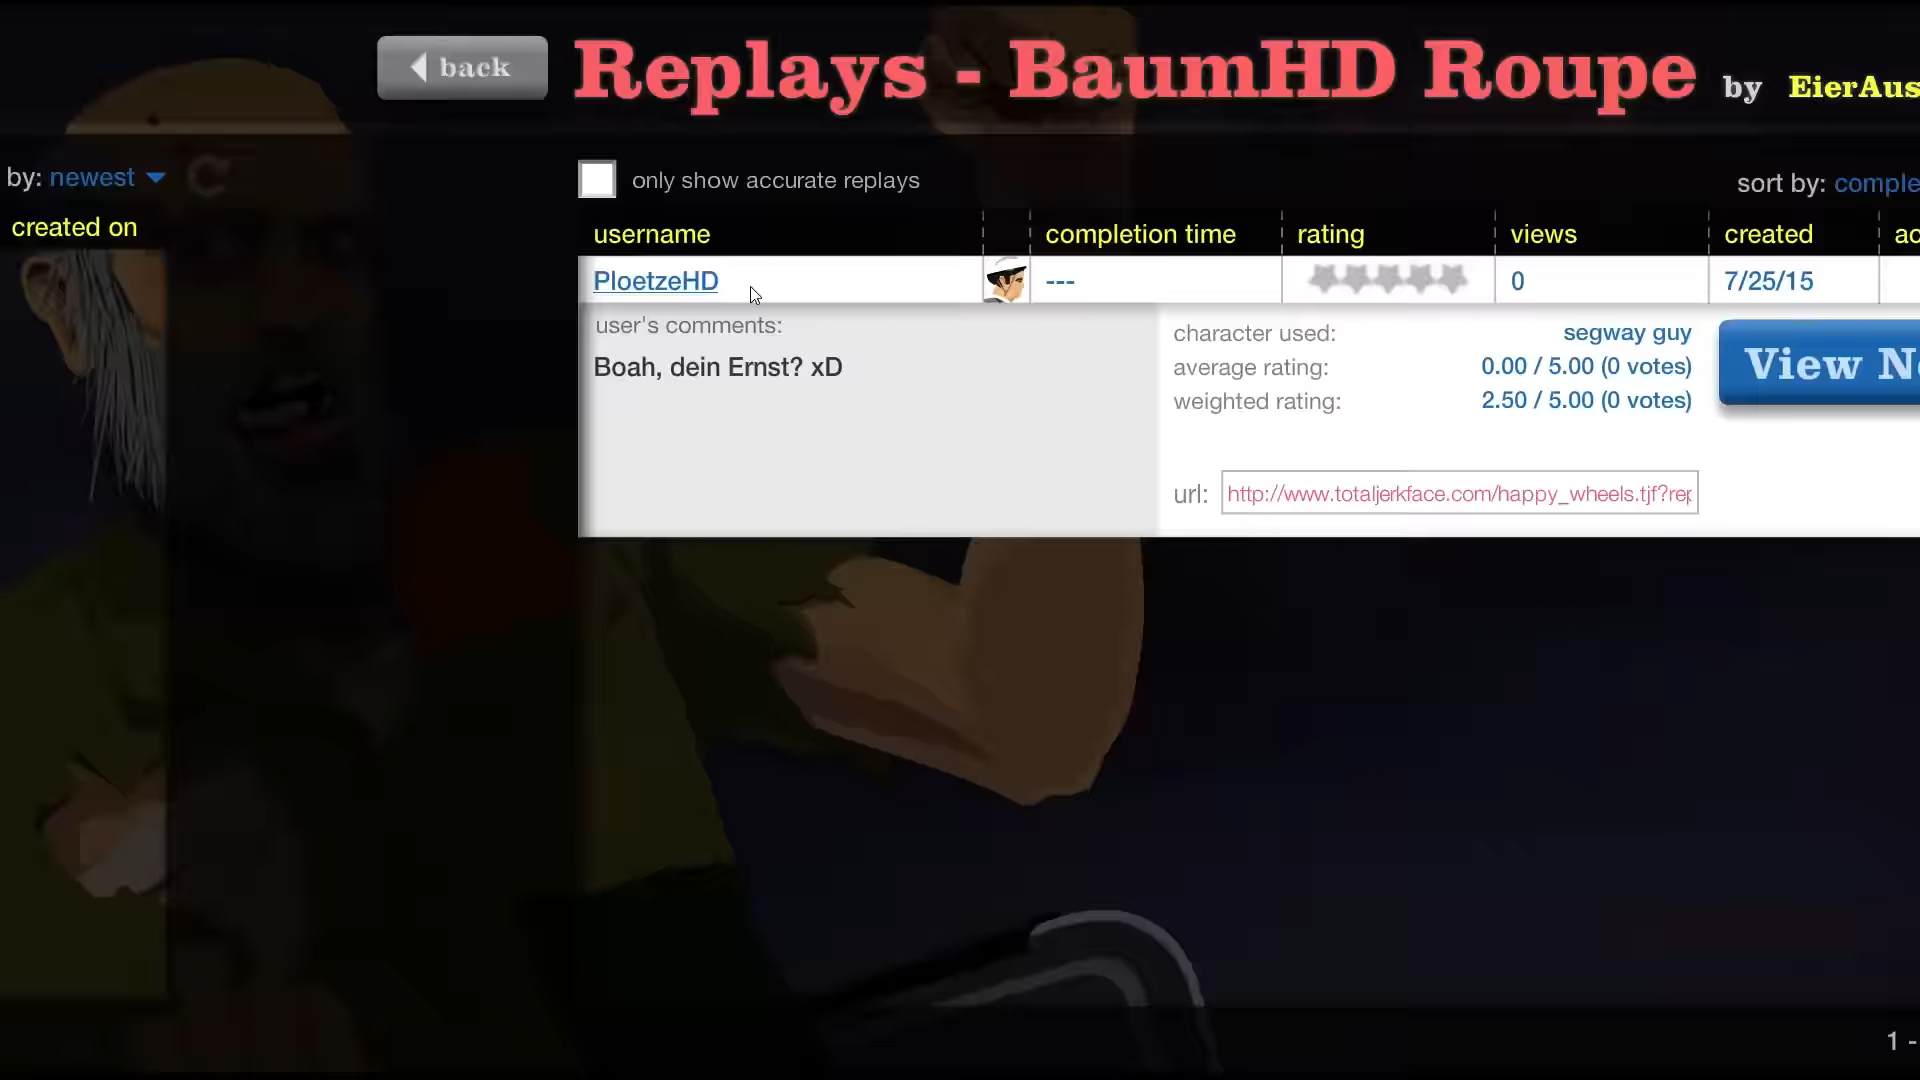 back
Replays - BaumHD Roupe by EierAus
by: newest
only show accurate replays
sort by: comple
created on
username
completion time
rating
views
created
ac
PloetzeHD
---
0
7/25/15
user's comments:
Boah, dein Ernst? xD
character used: segway guy
average rating: 0.00 / 5.00 (0 votes)
weighted rating: 2.50 / 5.00 (0 votes)
View N
url: http://www.totaljerkface.com/happy_wheels.tjf?rep
1 -